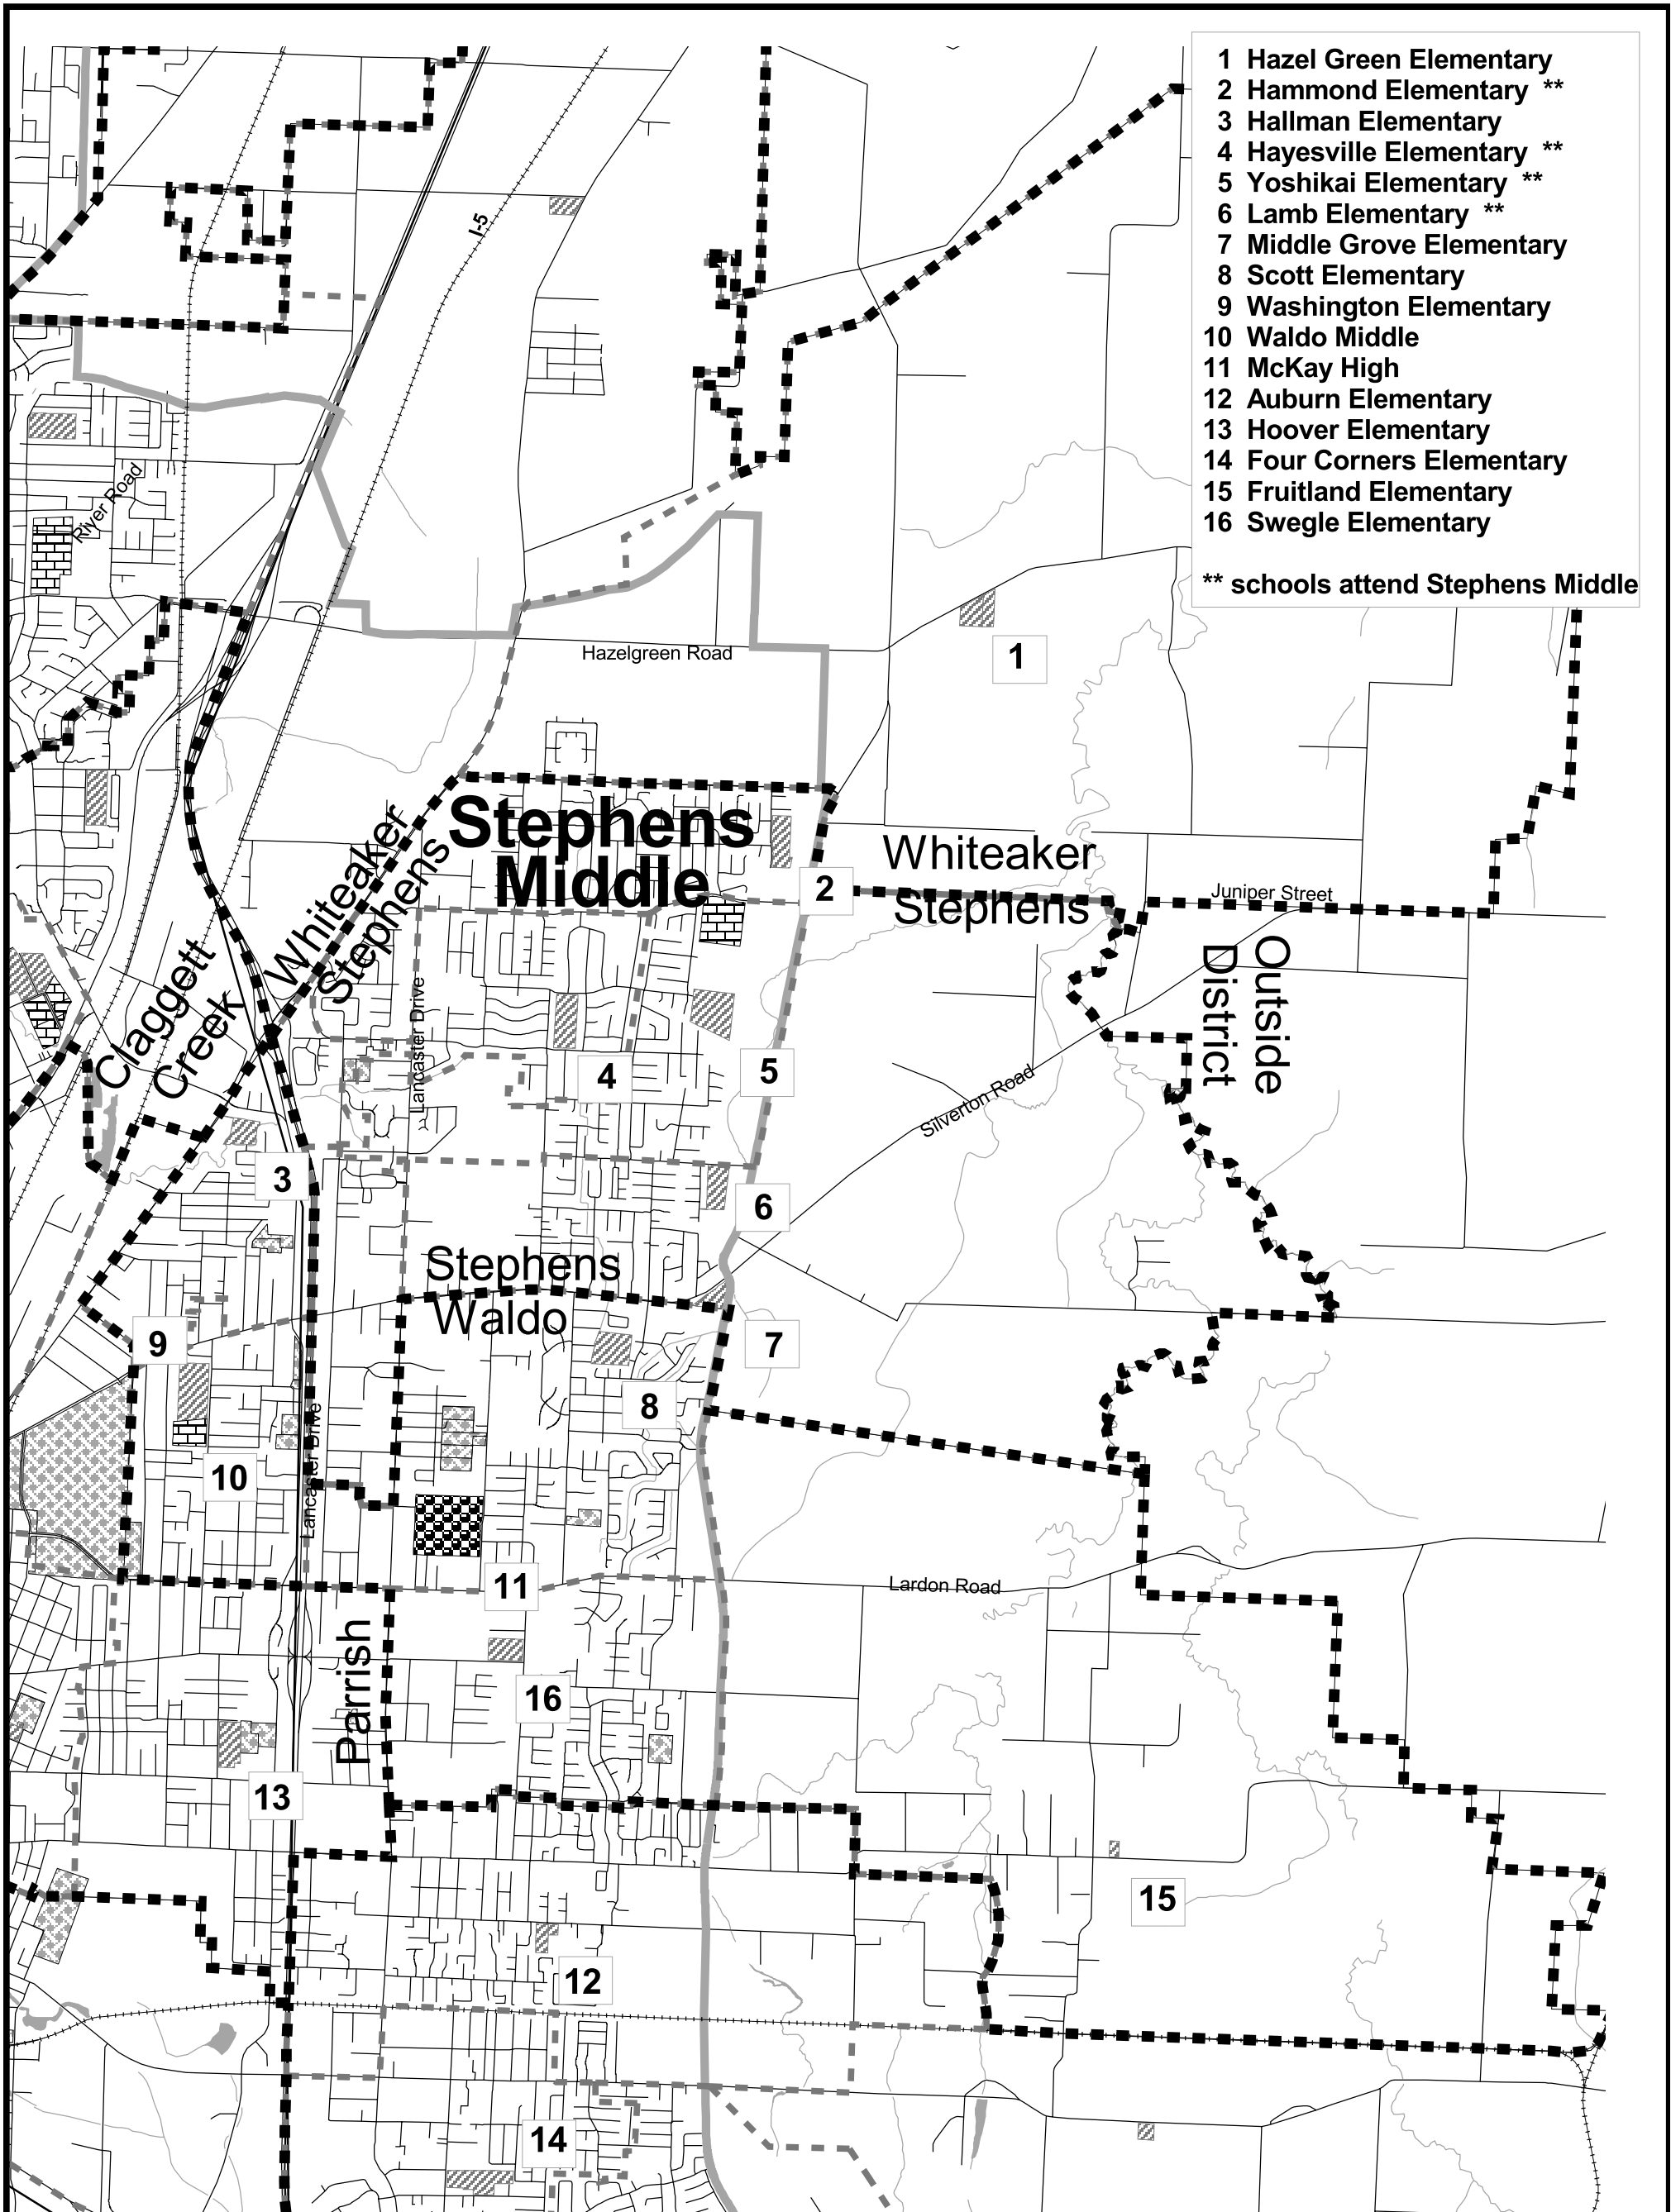 1 Hazel Green Elementary
2 Hammond Elementary **
3 Hallman Elementary
4 Hayesville Elementary **
5 Yoshikai Elementary **
6 Lamb Elementary **
7 Middle Grove Elementary
8 Scott Elementary
9 Washington Elementary
10 Waldo Middle
11 McKay High
12 Auburn Elementary
13 Hoover Elementary
14 Four Corners Elementary
15 Fruitland Elementary
16 Swegle Elementary
** schools attend Stephens Middle
I-5
River Road
Hazelgreen Road
1
Stephens
Middle
Whiteaker
Stephens
2
Whiteaker
Stephens
Juniper Street
Outside
District
Claggett
Creek
Lancaster Drive
4
5
Silverton Road
3
6
Stephens
Waldo
9
7
8
Lancaster Drive
10
11
Lardon Road
Parrish
16
13
15
12
14